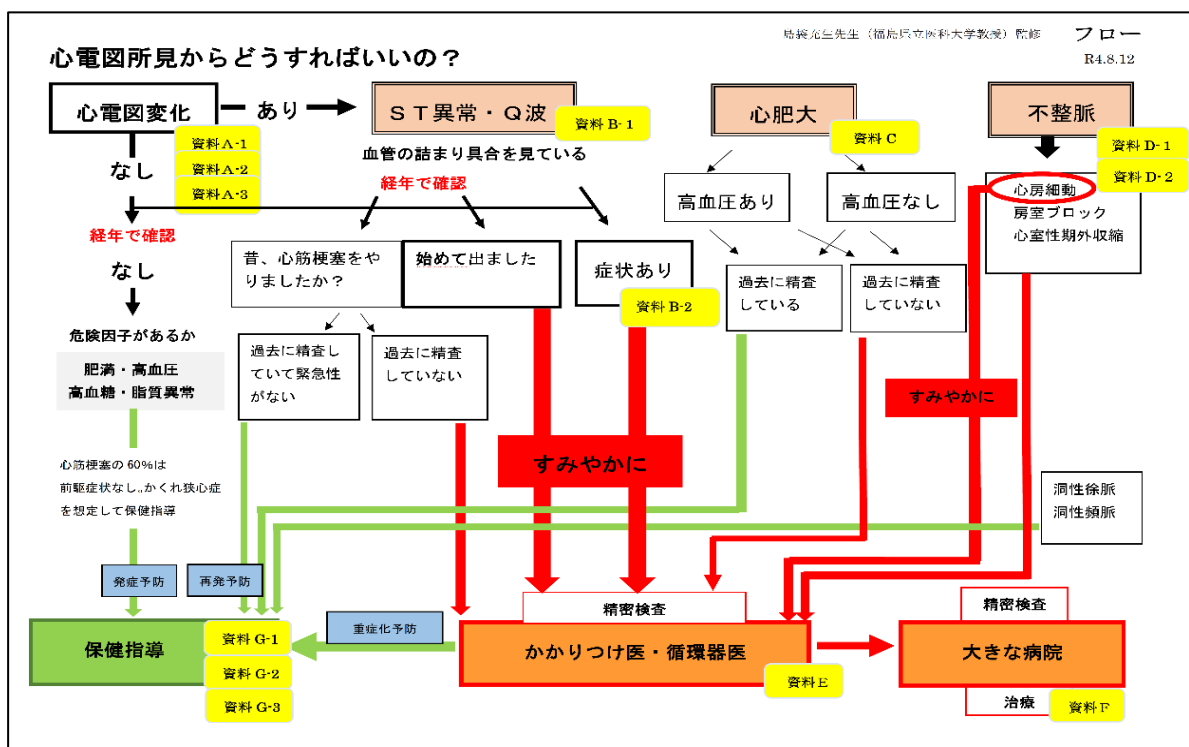 島袋充生先生（福島県立医科大学教授）監修
フロー
R4.8.12
心電図所見からどうすればいいの？
心電図変化
あり
ＳＴ異常・Ｑ波
資料 B-1
心肥大
資料 C
不整脈
資料 D-1
資料 D-2
資料 A-1
資料 A-2
資料 A-3
なし
血管の詰まり具合を見ている
経年で確認
経年で確認
なし
高血圧あり
高血圧なし
心房細動
房室ブロック
心室性期外収縮
昔、心筋梗塞をや
りましたか？
始めて出ました
症状あり
資料 B-2
過去に精査
している
過去に精査
していない
危険因子があるか
肥満・高血圧
高血糖・脂質異常
過去に精査し
ていて緊急性
がない
過去に精査
していない
すみやかに
すみやかに
心筋梗塞の 60％は
前駆症状なし。かくれ狭心症
を想定して保健指導
洞性徐脈
洞性頻脈
発症予防
再発予防
重症化予防
精密検査
精密検査
保健指導
資料 G-1
資料 G-2
資料 G-3
かかりつけ医・循環器医
資料 E
大きな病院
治療
資料 F